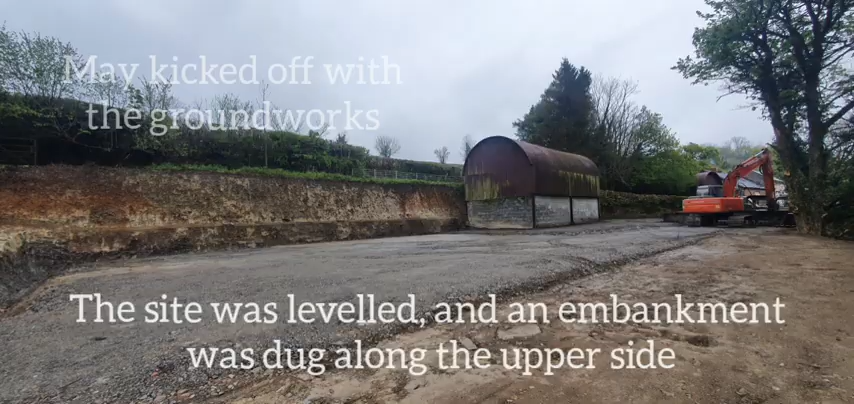 May kicked off with
the groundworks
The site was levelled, and an embankment
was dug along the upper side